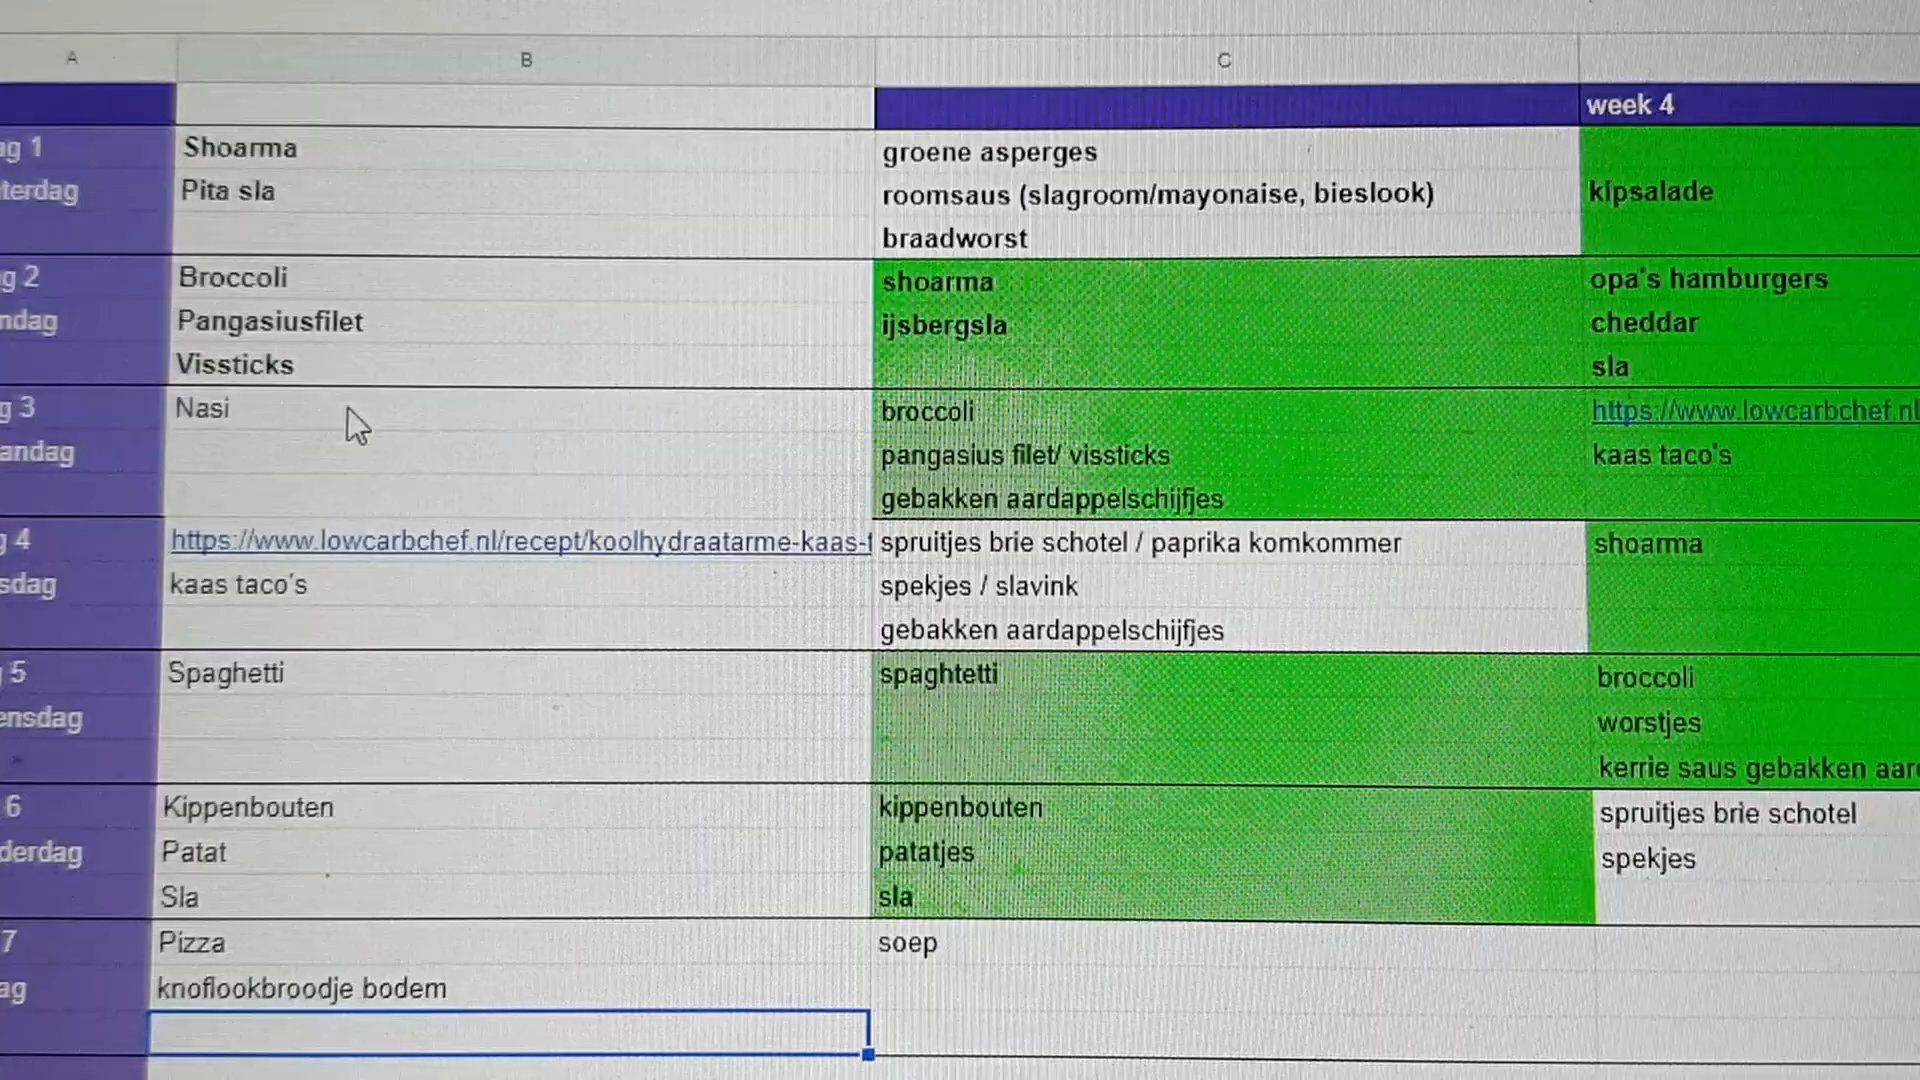 A B C
week 4
ag 1 Shoarma groene asperges
terdag Pita sla roomsaus (slagroom/mayonaise, bieslook) kipsalade
braadworst
g 2 Broccoli shoarma opa's hamburgers
ndag Pangasiusfilet ijsbergsla cheddar
Vissticks sla
g 3 Nasi broccoli https://www.lowcarbchef.nl
andag pangasius filet/ vissticks kaas taco's
gebakken aardappelschijfjes
g 4 https://www.lowcarbchef.nl/recept/koolhydraatarme-kaas-t spruitjes brie schotel / paprika komkommer shoarma
sdag kaas taco's spekjes / slavink
gebakken aardappelschijfjes
5 Spaghetti spaghtetti broccoli
ensdag worstjes
kerrie saus gebakken aar
6 Kippenbouten kippenbouten spruitjes brie schotel
derdag Patat patatjes spekjes
Sla sla
7 Pizza soep
ag knoflookbroodje bodem